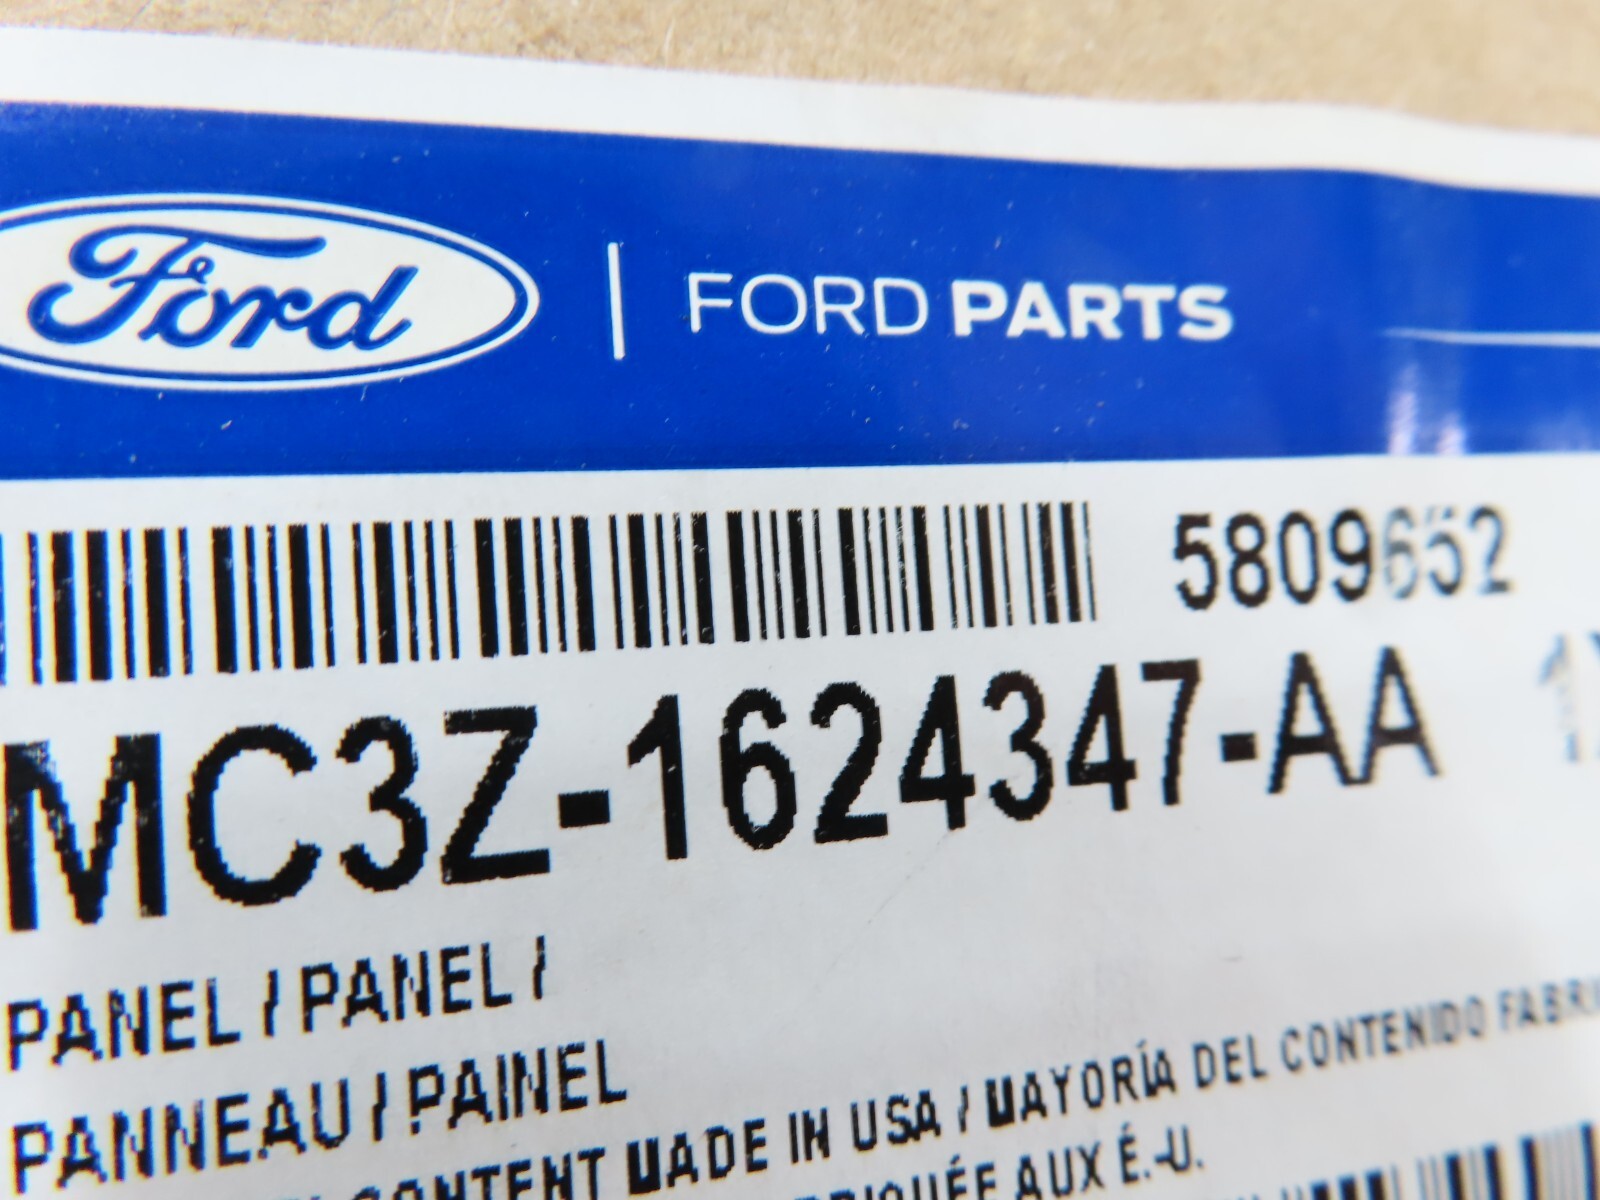 Ford | FORD PARTS
5809652
MC3Z-1624347-AA
PANEL / PANEL /
PANNEAU / PAINEL
CONTENT MADE IN USA / MAYORÍA DEL CONTENIDO
AUX É.-U.